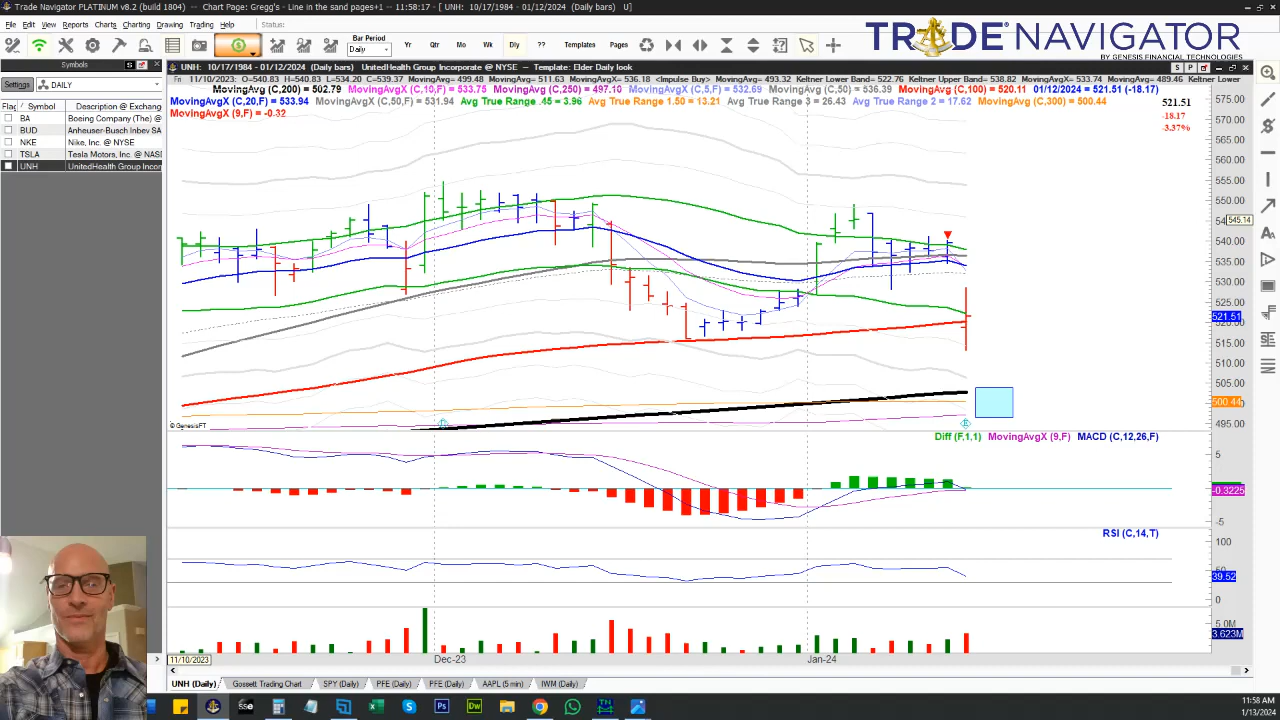 Trade Navigator PLATINUM v8.2 (build 1804) -- Chart Page: Gregg's - Line in the sand pages+1 -- 11:58:17 - [ UNH: 10/17/1984 - 01/12/2024 (Daily bars) U]
File Edit View Reports Charts Charting Drawing Trading Help Status:
Bar Period
Daily
Yr Qtr Mo Wk Dly ?? Templates Pages
TRADE NAVIGATOR
BY GENESIS FINANCIAL TECHNOLOGIES
Symbols
S
Settings DAILY
Flag / Symbol Description @ Exchange
BA Boeing Company (The) @
BUD Anheuser-Busch Inbev SA
NKE Nike, Inc. @ NYSE
TSLA Tesla Motors, Inc. @ NASI
UNH UnitedHealth Group Incorr
UNH: 10/17/1984 - 01/12/2024 (Daily bars) UnitedHealth Group Incorporate @ NYSE - Template: Elder Daily look
S P
Fri 11/10/2023: O=540.83 H=540.83 L=534.20 C=539.37 MovingAvg= 499.48 MovingAvg= 511.63 MovingAvgX= 536.18 <Impulse Buy> MovingAvg= 493.32 Keltner Lower Band= 522.76 Keltner Upper Band= 538.82 MovingAvgX= 533.74 MovingAvg= 489.46 Keltner Lower
MovingAvg (C,200) = 502.79 MovingAvgX (C,10,F) = 533.75 MovingAvg (C,250) = 497.10 MovingAvgX (C,5,F) = 532.69 MovingAvg (C,50) = 536.39 MovingAvg (C,100) = 520.11 01/12/2024 = 521.51 (-18.17)
MovingAvgX (C,20,F) = 533.94 MovingAvgX (C,50,F) = 531.94 Avg True Range .45 = 3.96 Avg True Range 1.50 = 13.21 Avg True Range 3 = 26.43 Avg True Range 2 = 17.62 MovingAvg (C,300) = 500.44
MovingAvgX (9,F) = -0.32
521.51
-18.17
-3.37%
575.00
570.00
565.00
560.00
555.00
550.00
545.14
540.00
535.00
530.00
525.00
521.51
515.00
510.00
505.00
500.44
495.00
© GenesisFT
E
Diff (F,1,1) MovingAvgX (9,F) MACD (C,12,26,F)
5
-0.3225
-5
RSI (C,14,T)
100
39.52
0
5.0M
3.623M
11/10/2023 Dec-23 Jan-24
UNH (Daily) Gossett Trading Chart SPY (Daily) PFE (Daily) PFE (Daily) AAPL (5 min) IWM (Daily)
11:58 AM
1/13/2024